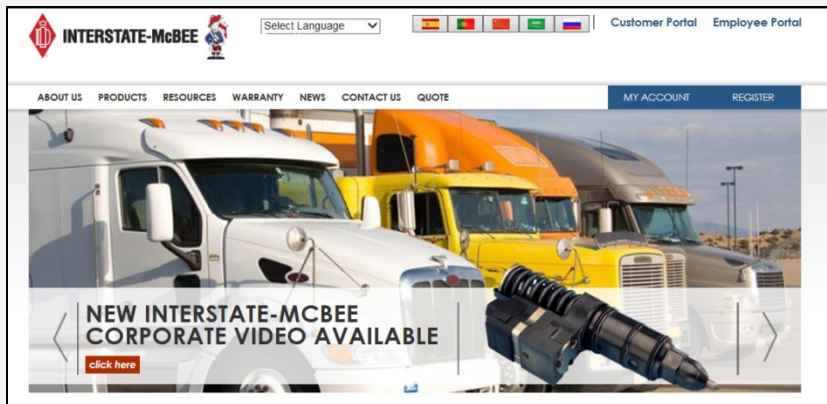 INTERSTATE-McBEE
Select Language
Customer Portal Employee Portal
ABOUT US PRODUCTS RESOURCES WARRANTY NEWS CONTACT US QUOTE
MY ACCOUNT REGISTER
NEW INTERSTATE-MCBEE
CORPORATE VIDEO AVAILABLE
click here